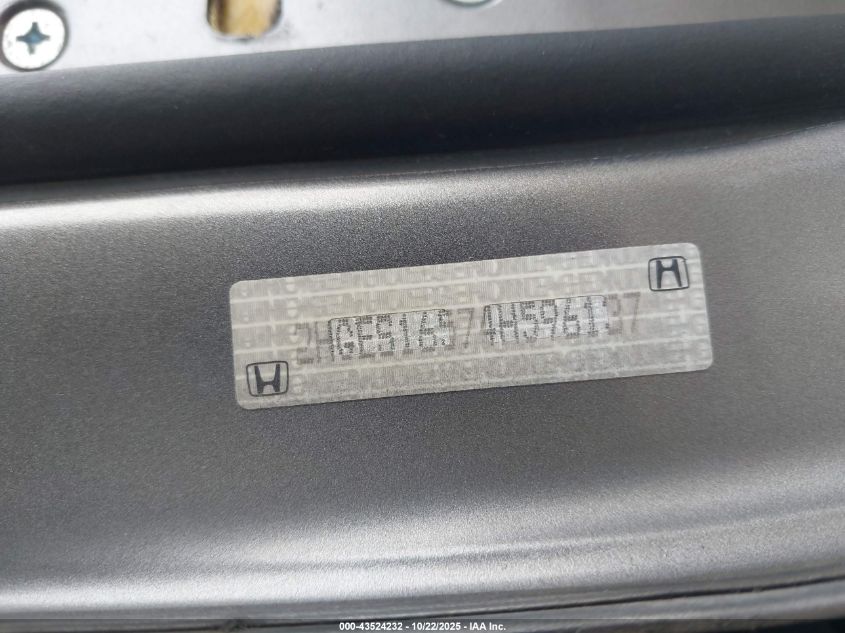 2HGES16574H596137
000-43524232 - 10/22/2025 - IAA Inc.